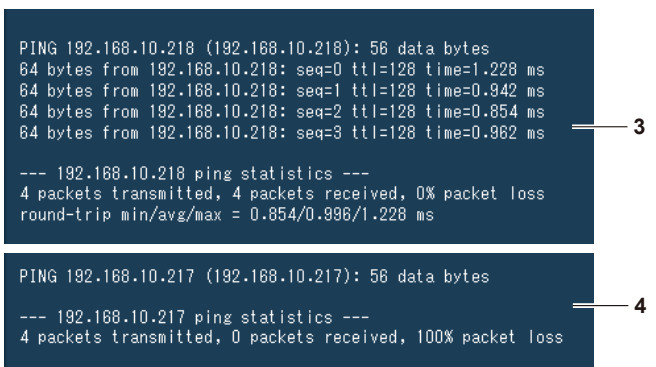 PING 192.168.10.218 (192.168.10.218): 56 data bytes
64 bytes from 192.168.10.218: seq=0 ttl=128 time=1.228 ms
64 bytes from 192.168.10.218: seq=1 ttl=128 time=0.942 ms
64 bytes from 192.168.10.218: seq=2 ttl=128 time=0.854 ms
64 bytes from 192.168.10.218: seq=3 ttl=128 time=0.962 ms
3
--- 192.168.10.218 ping statistics ---
4 packets transmitted, 4 packets received, 0% packet loss
round-trip min/avg/max = 0.854/0.996/1.228 ms
PING 192.168.10.217 (192.168.10.217): 56 data bytes
4
--- 192.168.10.217 ping statistics ---
4 packets transmitted, 0 packets received, 100% packet loss